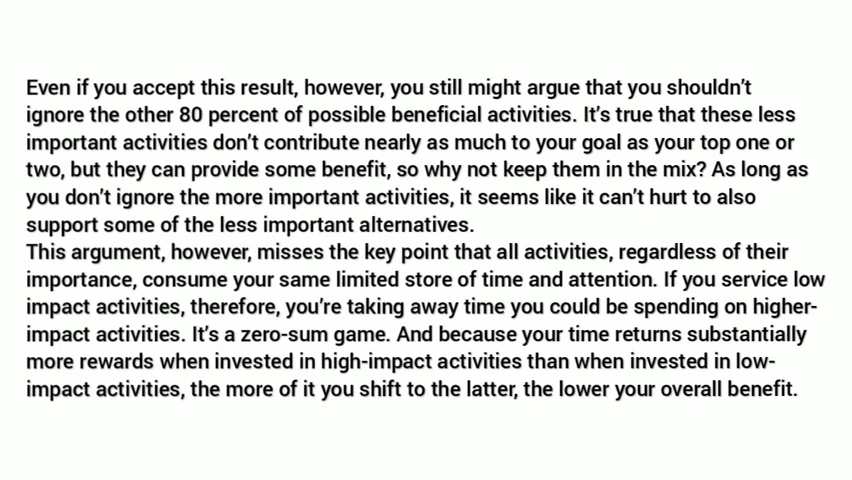 Even if you accept this result, however, you still might argue that you shouldn't
ignore the other 80 percent of possible beneficial activities. It's true that these less
important activities don't contribute nearly as much to your goal as your top one or
two, but they can provide some benefit, so why not keep them in the mix? As long as
you don't ignore the more important activities, it seems like it can't hurt to also
support some of the less important alternatives.
This argument, however, misses the key point that all activities, regardless of their
importance, consume your same limited store of time and attention. If you service low
impact activities, therefore, you're taking away time you could be spending on higher-
impact activities. It's a zero-sum game. And because your time returns substantially
more rewards when invested in high-impact activities than when invested in low-
impact activities, the more of it you shift to the latter, the lower your overall benefit.